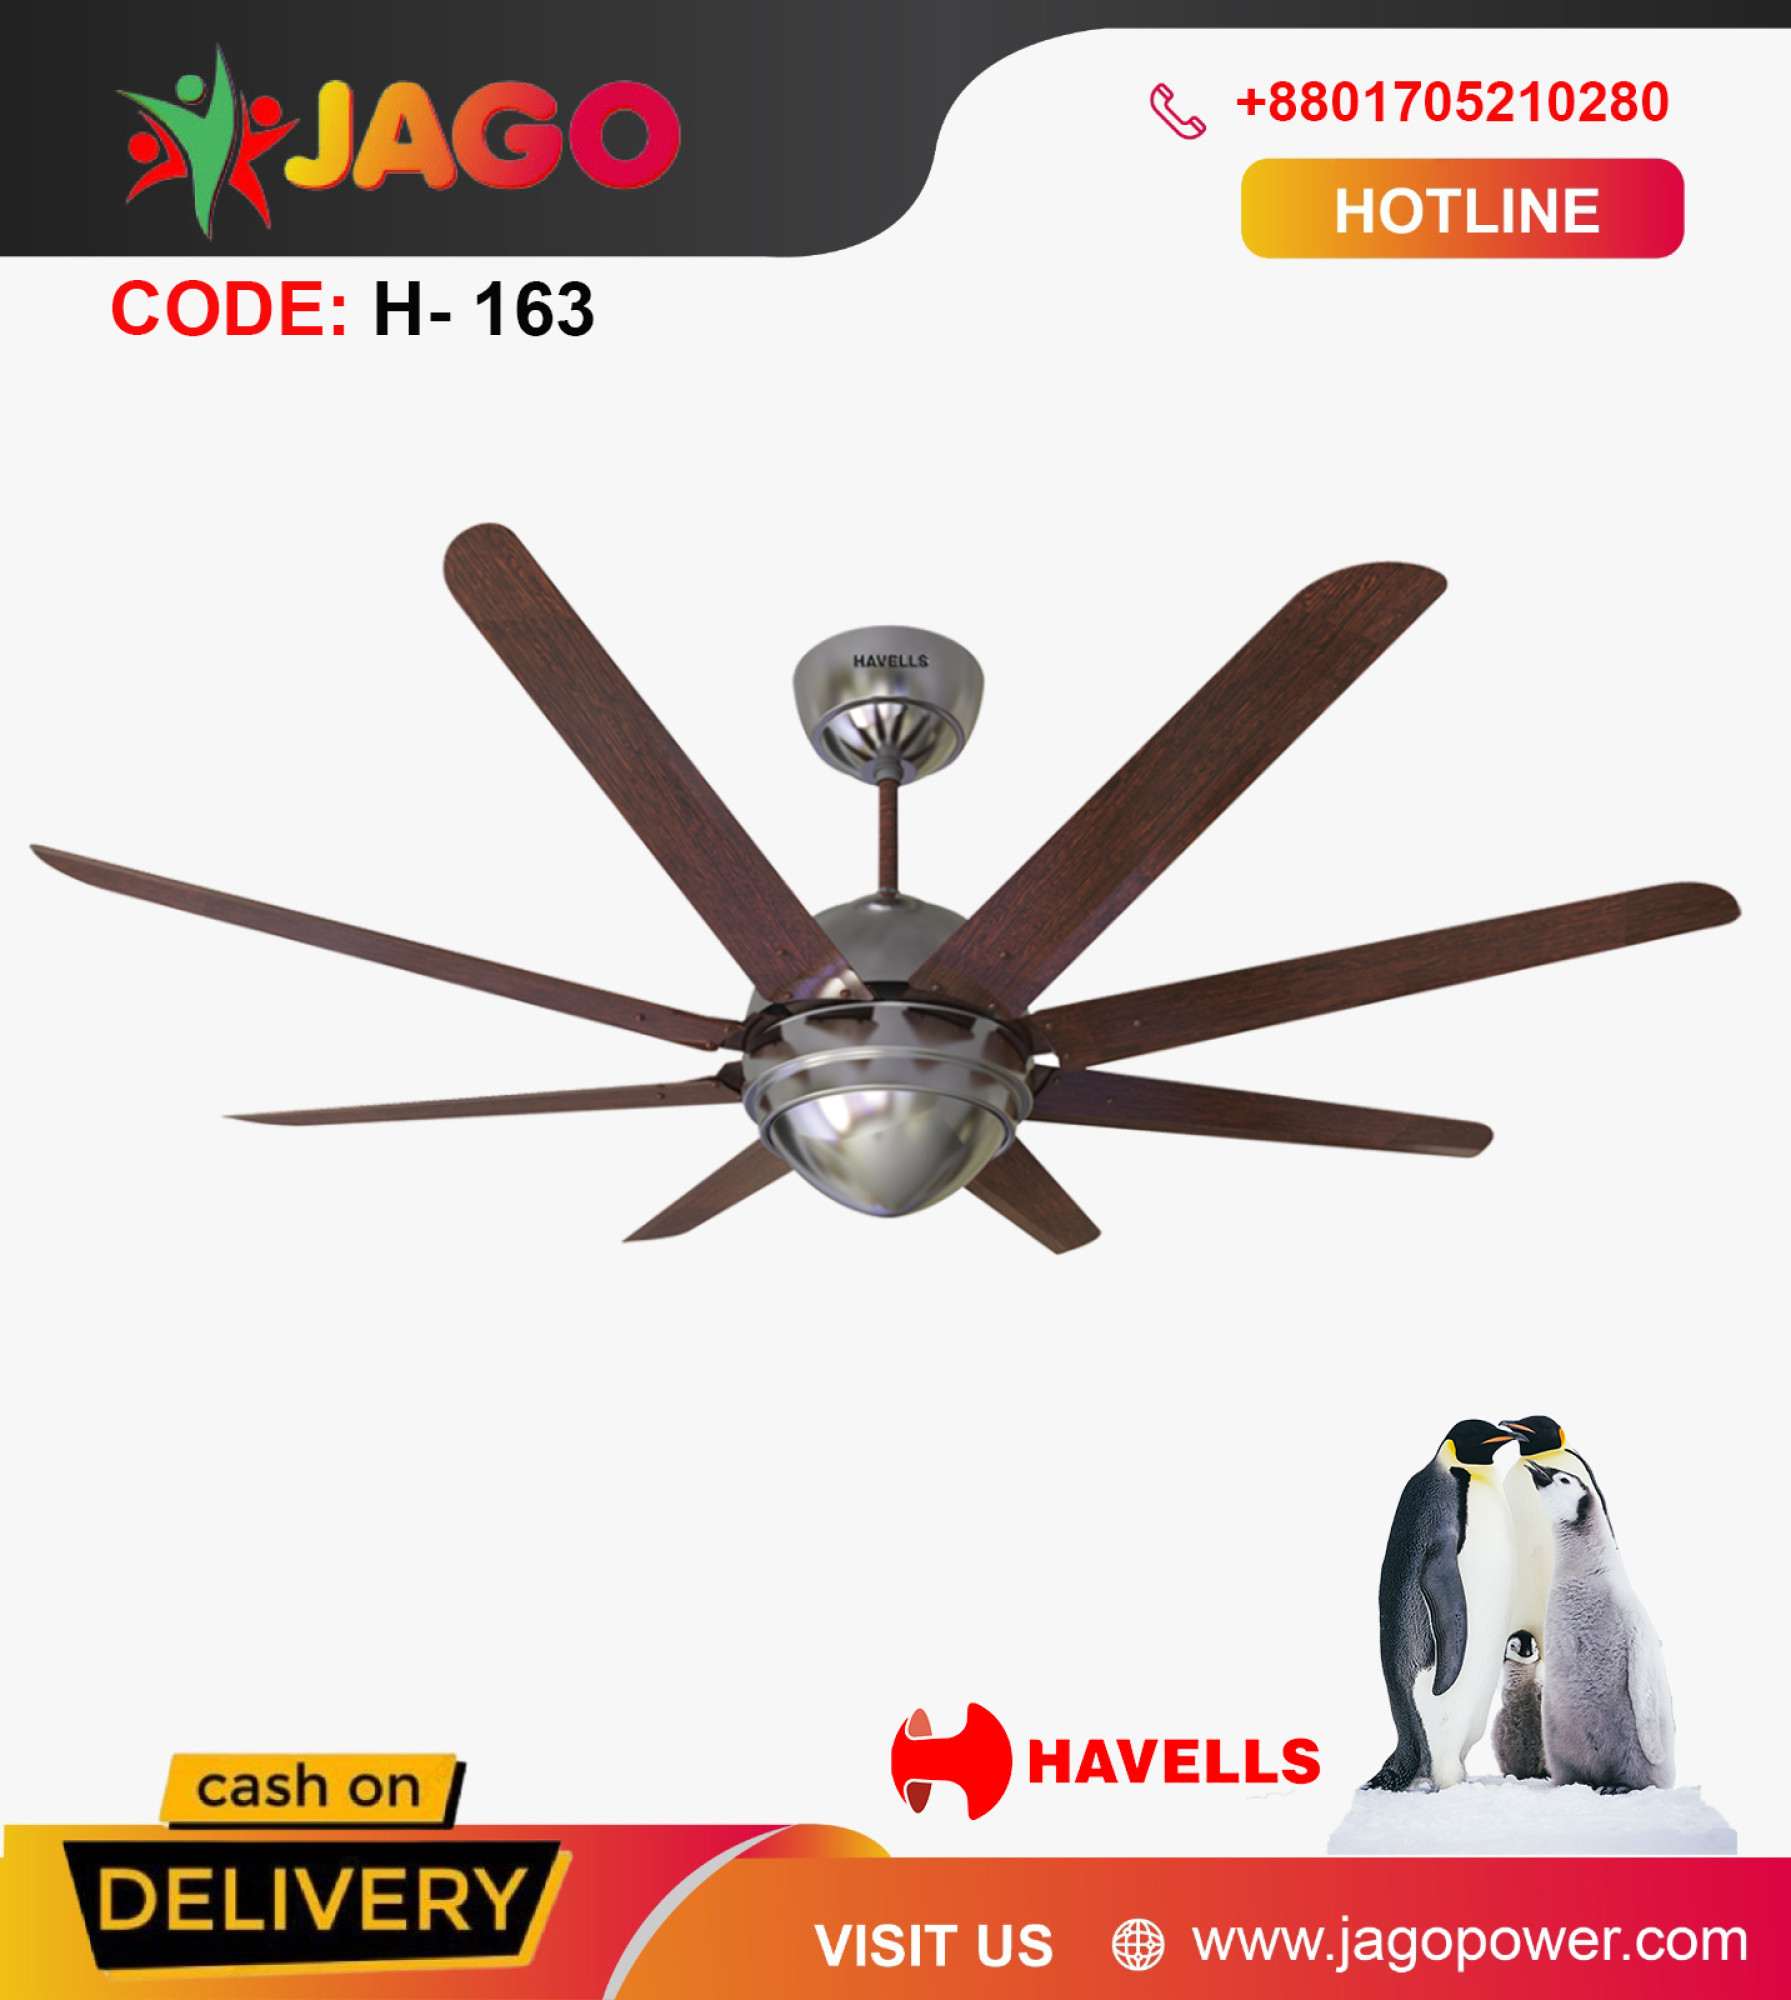 JAGO
+8801705210280
HOTLINE
CODE: H- 163
HAVELLS
HAVELLS
cash on
DELIVERY
VISIT US www.jagopower.com